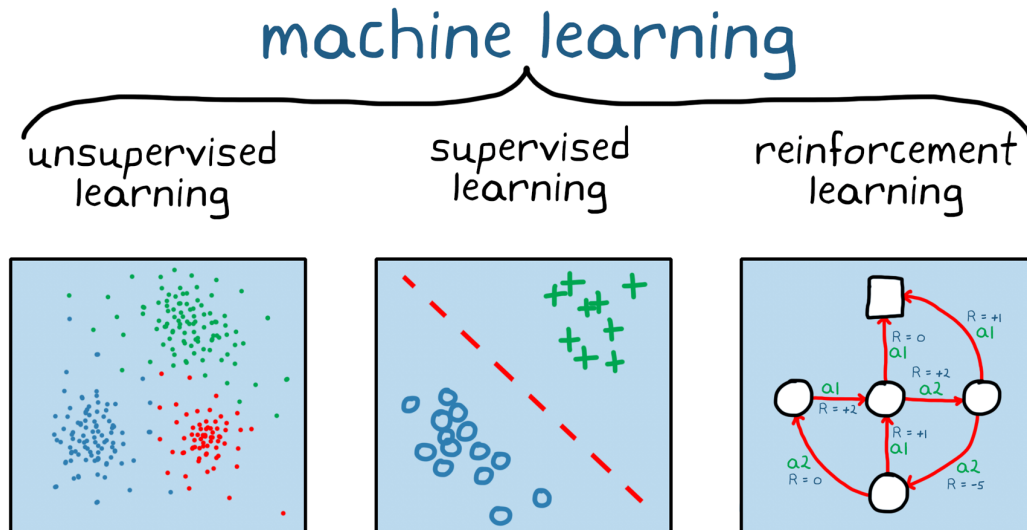 machine learning
unsupervised
learning
supervised
learning
reinforcement
learning
R = 0
a1
R = +1
a1
a1
R = +2
R = +2
a2
R = +1
a1
a2
R = 0
a2
R = -5